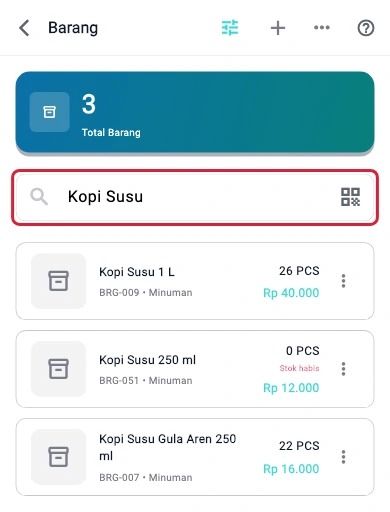 Barang
3
Total Barang
Kopi Susu
Kopi Susu 1 L
26 PCS
BRG-009 • Minuman
Rp 40.000
0 PCS
Kopi Susu 250 ml
Stok habis
BRG-051 • Minuman
Rp 12.000
Kopi Susu Gula Aren 250
ml
22 PCS
BRG-007 • Minuman
Rp 16.000